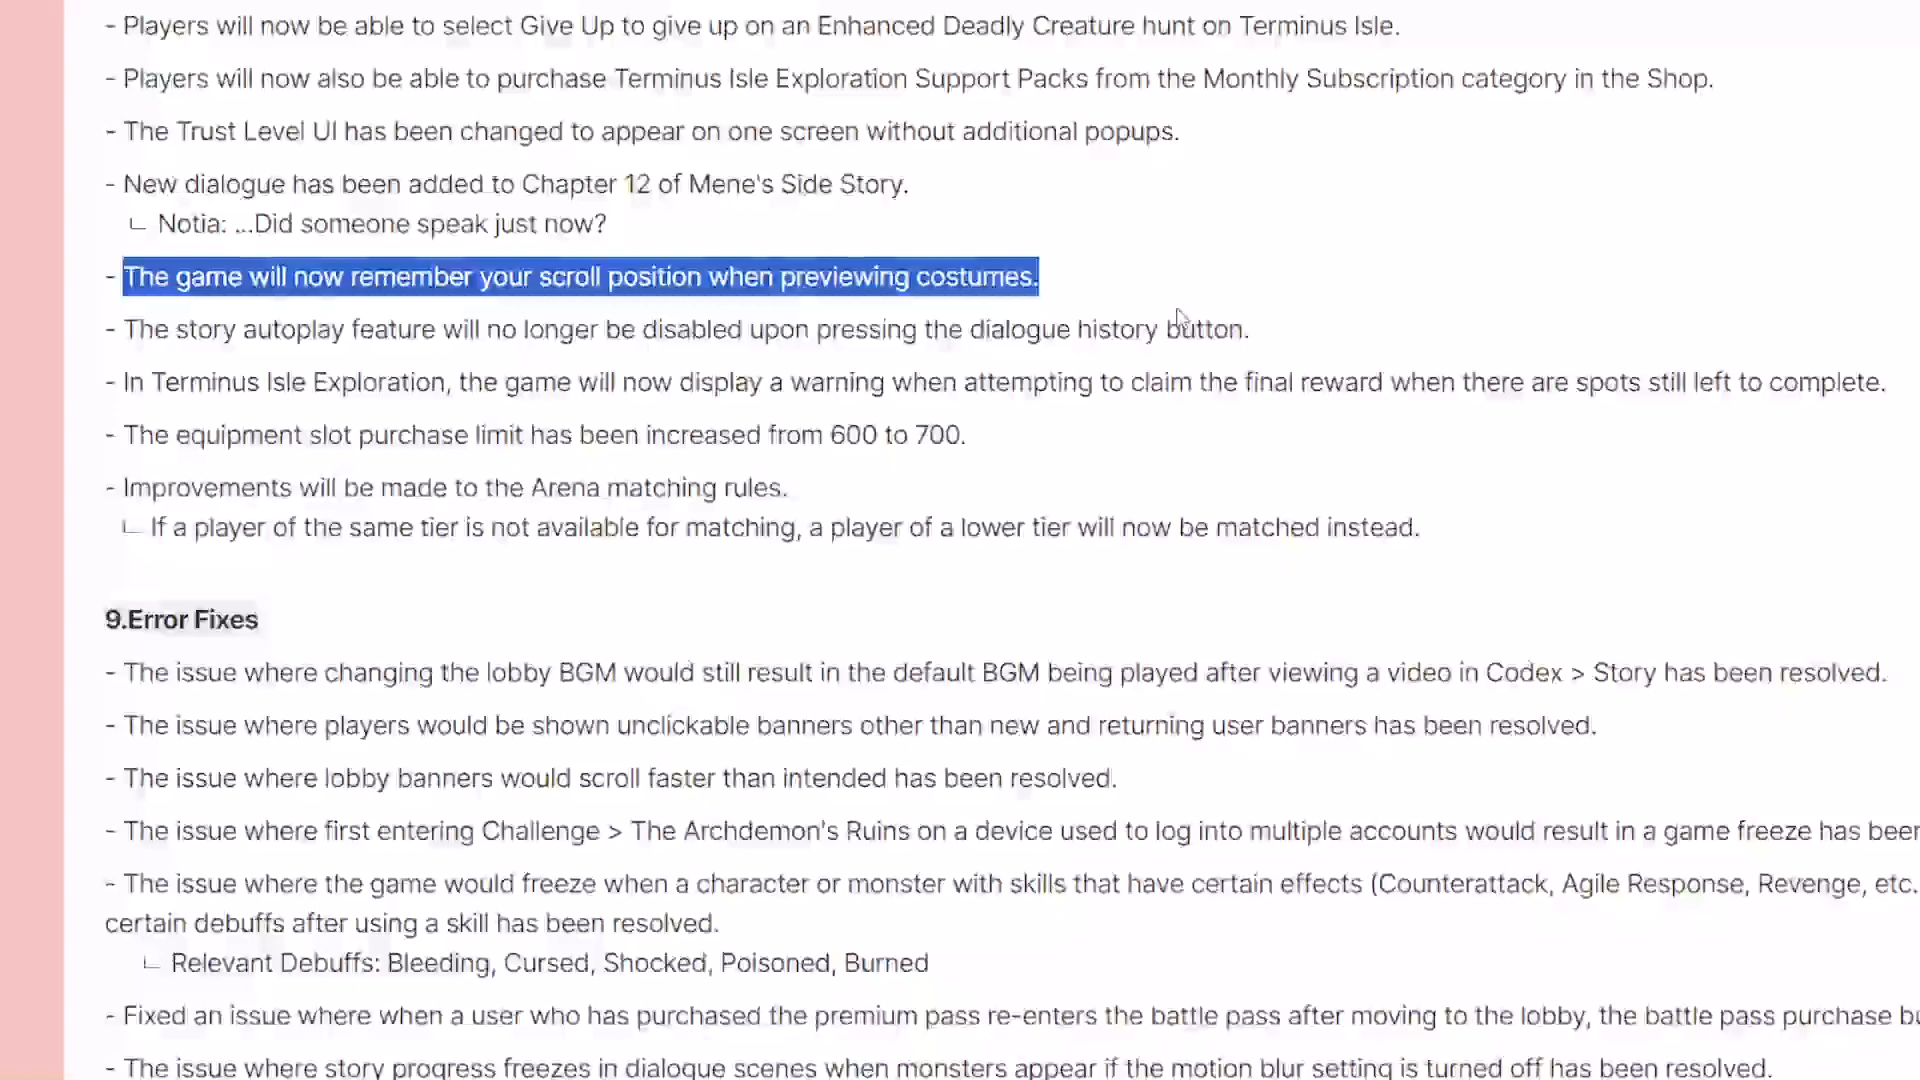 - Players will now be able to select Give Up to give up on an Enhanced Deadly Creature hunt on Terminus Isle.
- Players will now also be able to purchase Terminus Isle Exploration Support Packs from the Monthly Subscription category in the Shop.
- The Trust Level UI has been changed to appear on one screen without additional popups.
- New dialogue has been added to Chapter 12 of Mene's Side Story.
ㄴ Notia: ...Did someone speak just now?
- The game will now remember your scroll position when previewing costumes.
- The story autoplay feature will no longer be disabled upon pressing the dialogue history button.
- In Terminus Isle Exploration, the game will now display a warning when attempting to claim the final reward when there are spots still left to complete.
- The equipment slot purchase limit has been increased from 600 to 700.
- Improvements will be made to the Arena matching rules.
ㄴ If a player of the same tier is not available for matching, a player of a lower tier will now be matched instead.
9.Error Fixes
- The issue where changing the lobby BGM would still result in the default BGM being played after viewing a video in Codex > Story has been resolved.
- The issue where players would be shown unclickable banners other than new and returning user banners has been resolved.
- The issue where lobby banners would scroll faster than intended has been resolved.
- The issue where first entering Challenge > The Archdemon's Ruins on a device used to log into multiple accounts would result in a game freeze has been
- The issue where the game would freeze when a character or monster with skills that have certain effects (Counterattack, Agile Response, Revenge, etc.
certain debuffs after using a skill has been resolved.
ㄴ Relevant Debuffs: Bleeding, Cursed, Shocked, Poisoned, Burned
- Fixed an issue where when a user who has purchased the premium pass re-enters the battle pass after moving to the lobby, the battle pass purchase
- The issue where story progress freezes in dialogue scenes when monsters appear if the motion blur setting is turned off has been resolved.